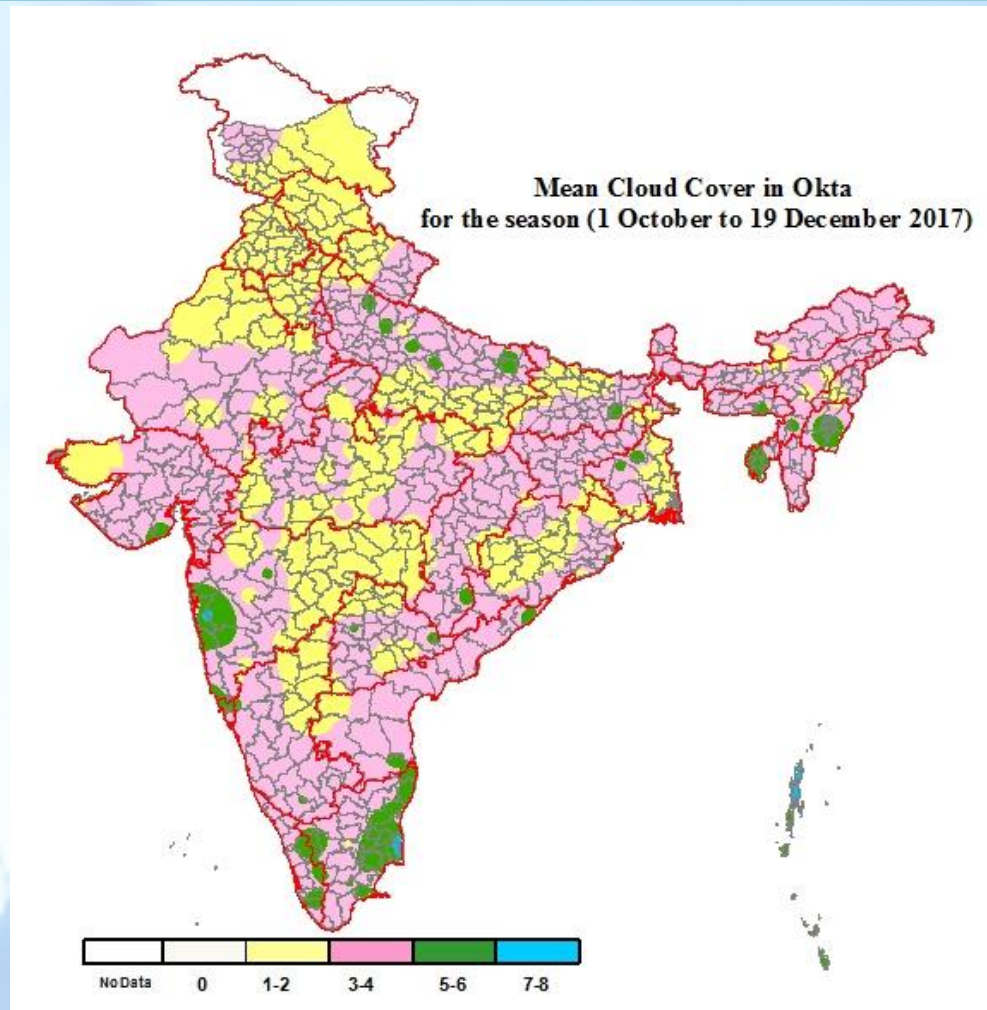 Mean Cloud Cover in Okta
for the season (1 October to 19 December 2017)
No Data 0 1-2 3-4 5-6 7-8